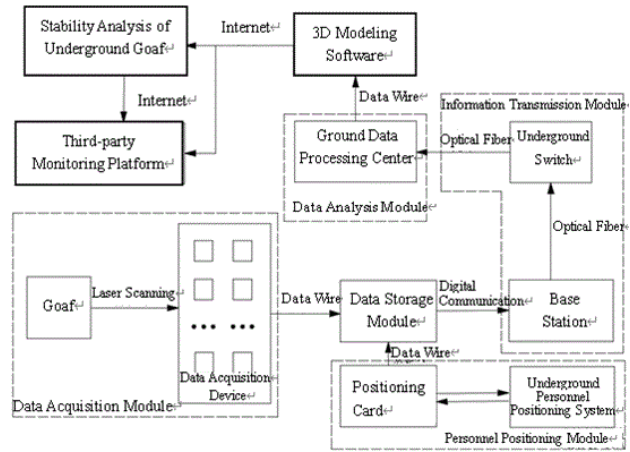 Stability Analysis of
Underground Goaf
Internet
3D Modeling
Software
Internet
Third-party
Monitoring Platform
Data Wire
Ground Data
Processing Center
Data Analysis Module
Information Transmission Module
Optical Fiber
Underground
Switch
Optical Fiber
Base
Station
Goaf
Laser Scanning
Data Acquisition
Device
Data Acquisition Module
Data Wire
Data Storage
Module
Digital
Communication
Data Wire
Positioning
Card
Underground Personnel
Positioning System
Personnel Positioning Module